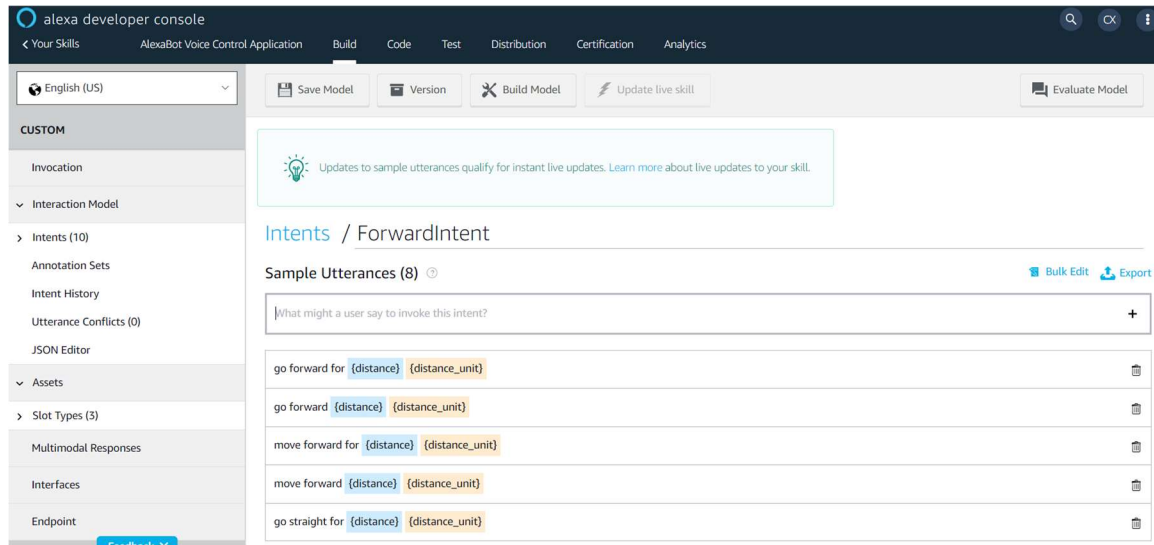 alexa developer console
CX
Your Skills
AlexaBot Voice Control Application
Build
Code
Test
Distribution
Certification
Analytics
English (US)
Save Model
Version
Build Model
Update live skill
Evaluate Model
CUSTOM
Invocation
Interaction Model
Intents (10)
Annotation Sets
Intent History
Utterance Conflicts (0)
JSON Editor
Assets
Slot Types (3)
Multimodal Responses
Interfaces
Endpoint
Feedback
Updates to sample utterances qualify for instant live updates. Learn more about live updates to your skill.
Intents / ForwardIntent
Sample Utterances (8)
Bulk Edit
Export
What might a user say to invoke this intent?
go forward for {distance} {distance_unit}
go forward {distance} {distance_unit}
move forward for {distance} {distance_unit}
move forward {distance} {distance_unit}
go straight for {distance} {distance_unit}